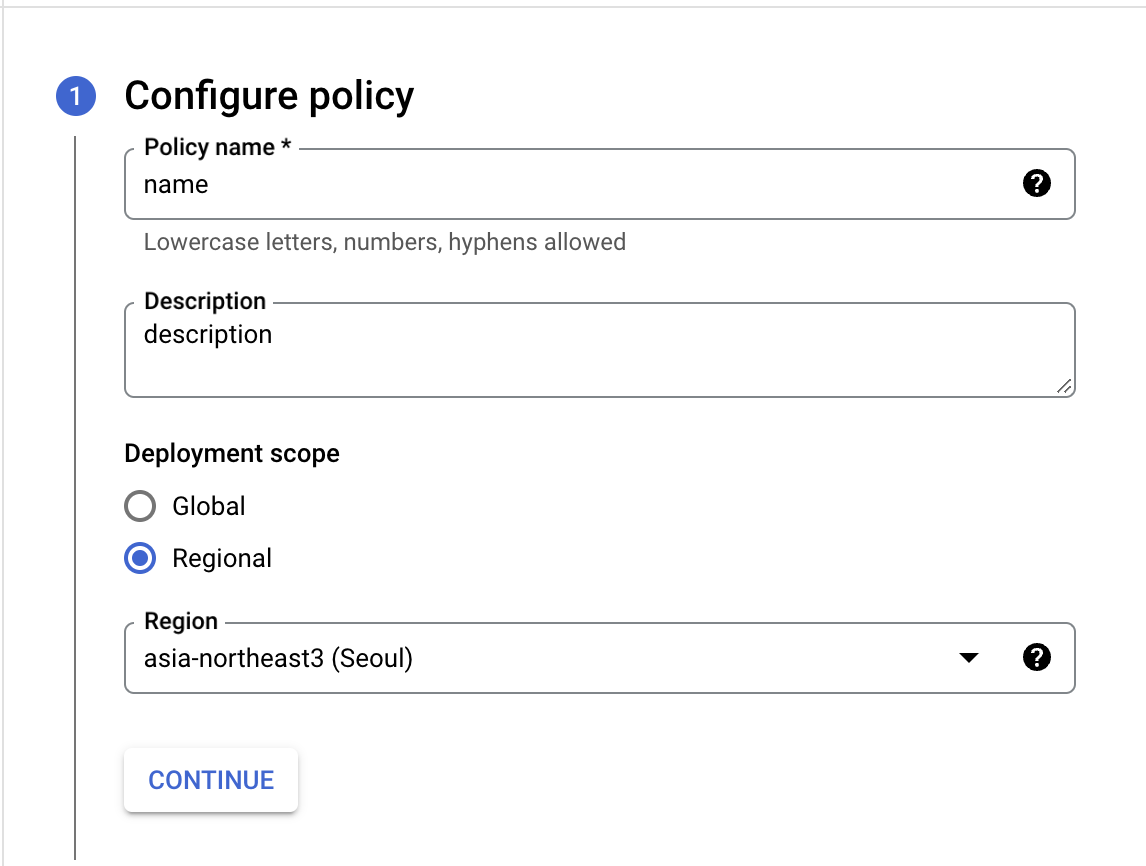 1 Configure policy
Policy name *
name
Lowercase letters, numbers, hyphens allowed
Description
description
Deployment scope
Global
Regional
Region
asia-northeast3 (Seoul)
CONTINUE